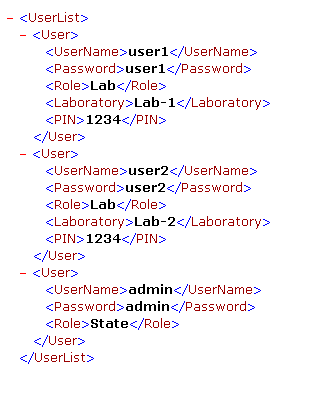 - <UserList>
- <User>
<UserName>user1</UserName>
<Password>user1</Password>
<Role>Lab</Role>
<Laboratory>Lab-1</Laboratory>
<PIN>1234</PIN>
</User>
- <User>
<UserName>user2</UserName>
<Password>user2</Password>
<Role>Lab</Role>
<Laboratory>Lab-2</Laboratory>
<PIN>1234</PIN>
</User>
- <User>
<UserName>admin</UserName>
<Password>admin</Password>
<Role>State</Role>
</User>
</UserList>